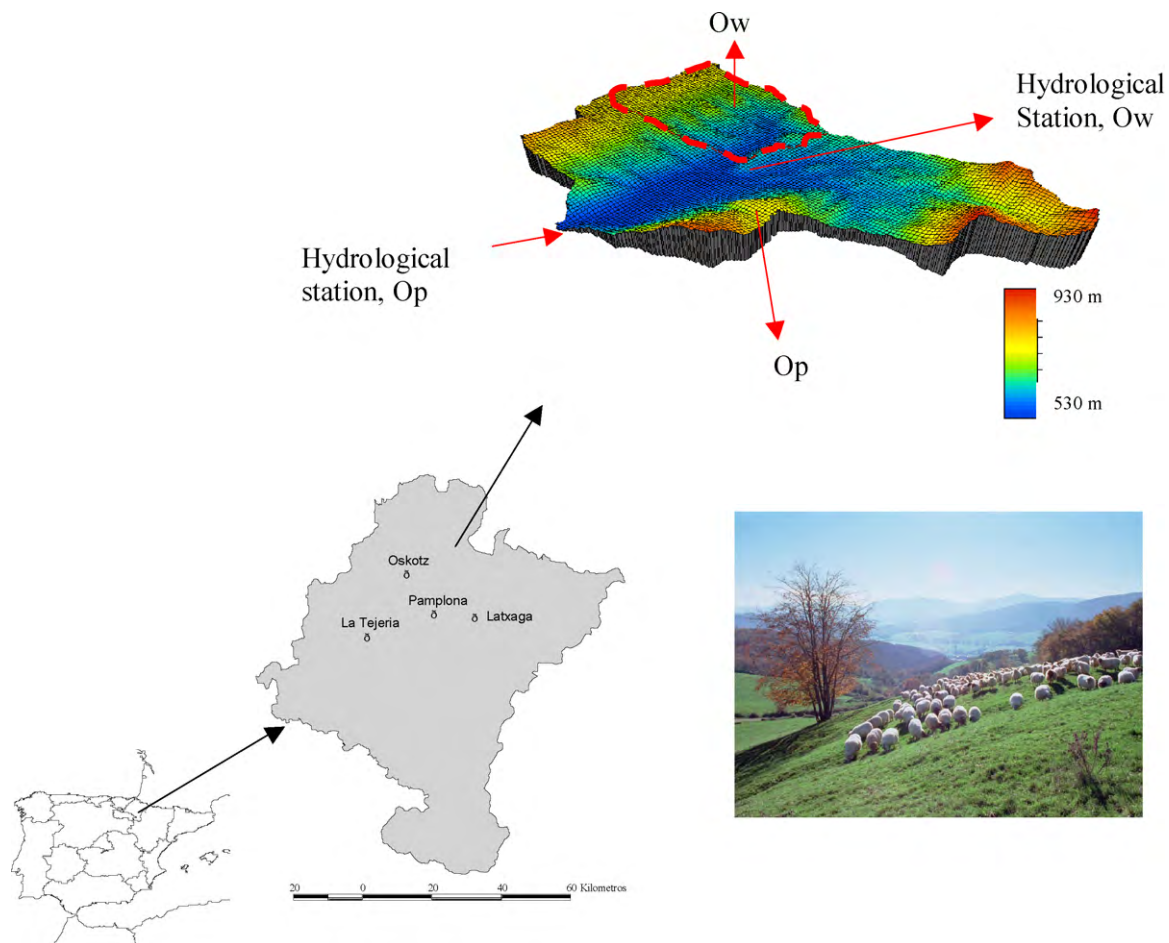 Ow
Hydrological
Station, Ow
Hydrological
station, Op
930 m
Op
530 m
Oskotz
Pamplona
La Tejeria
Latxaga
20
0
20
40
60 Kilometros